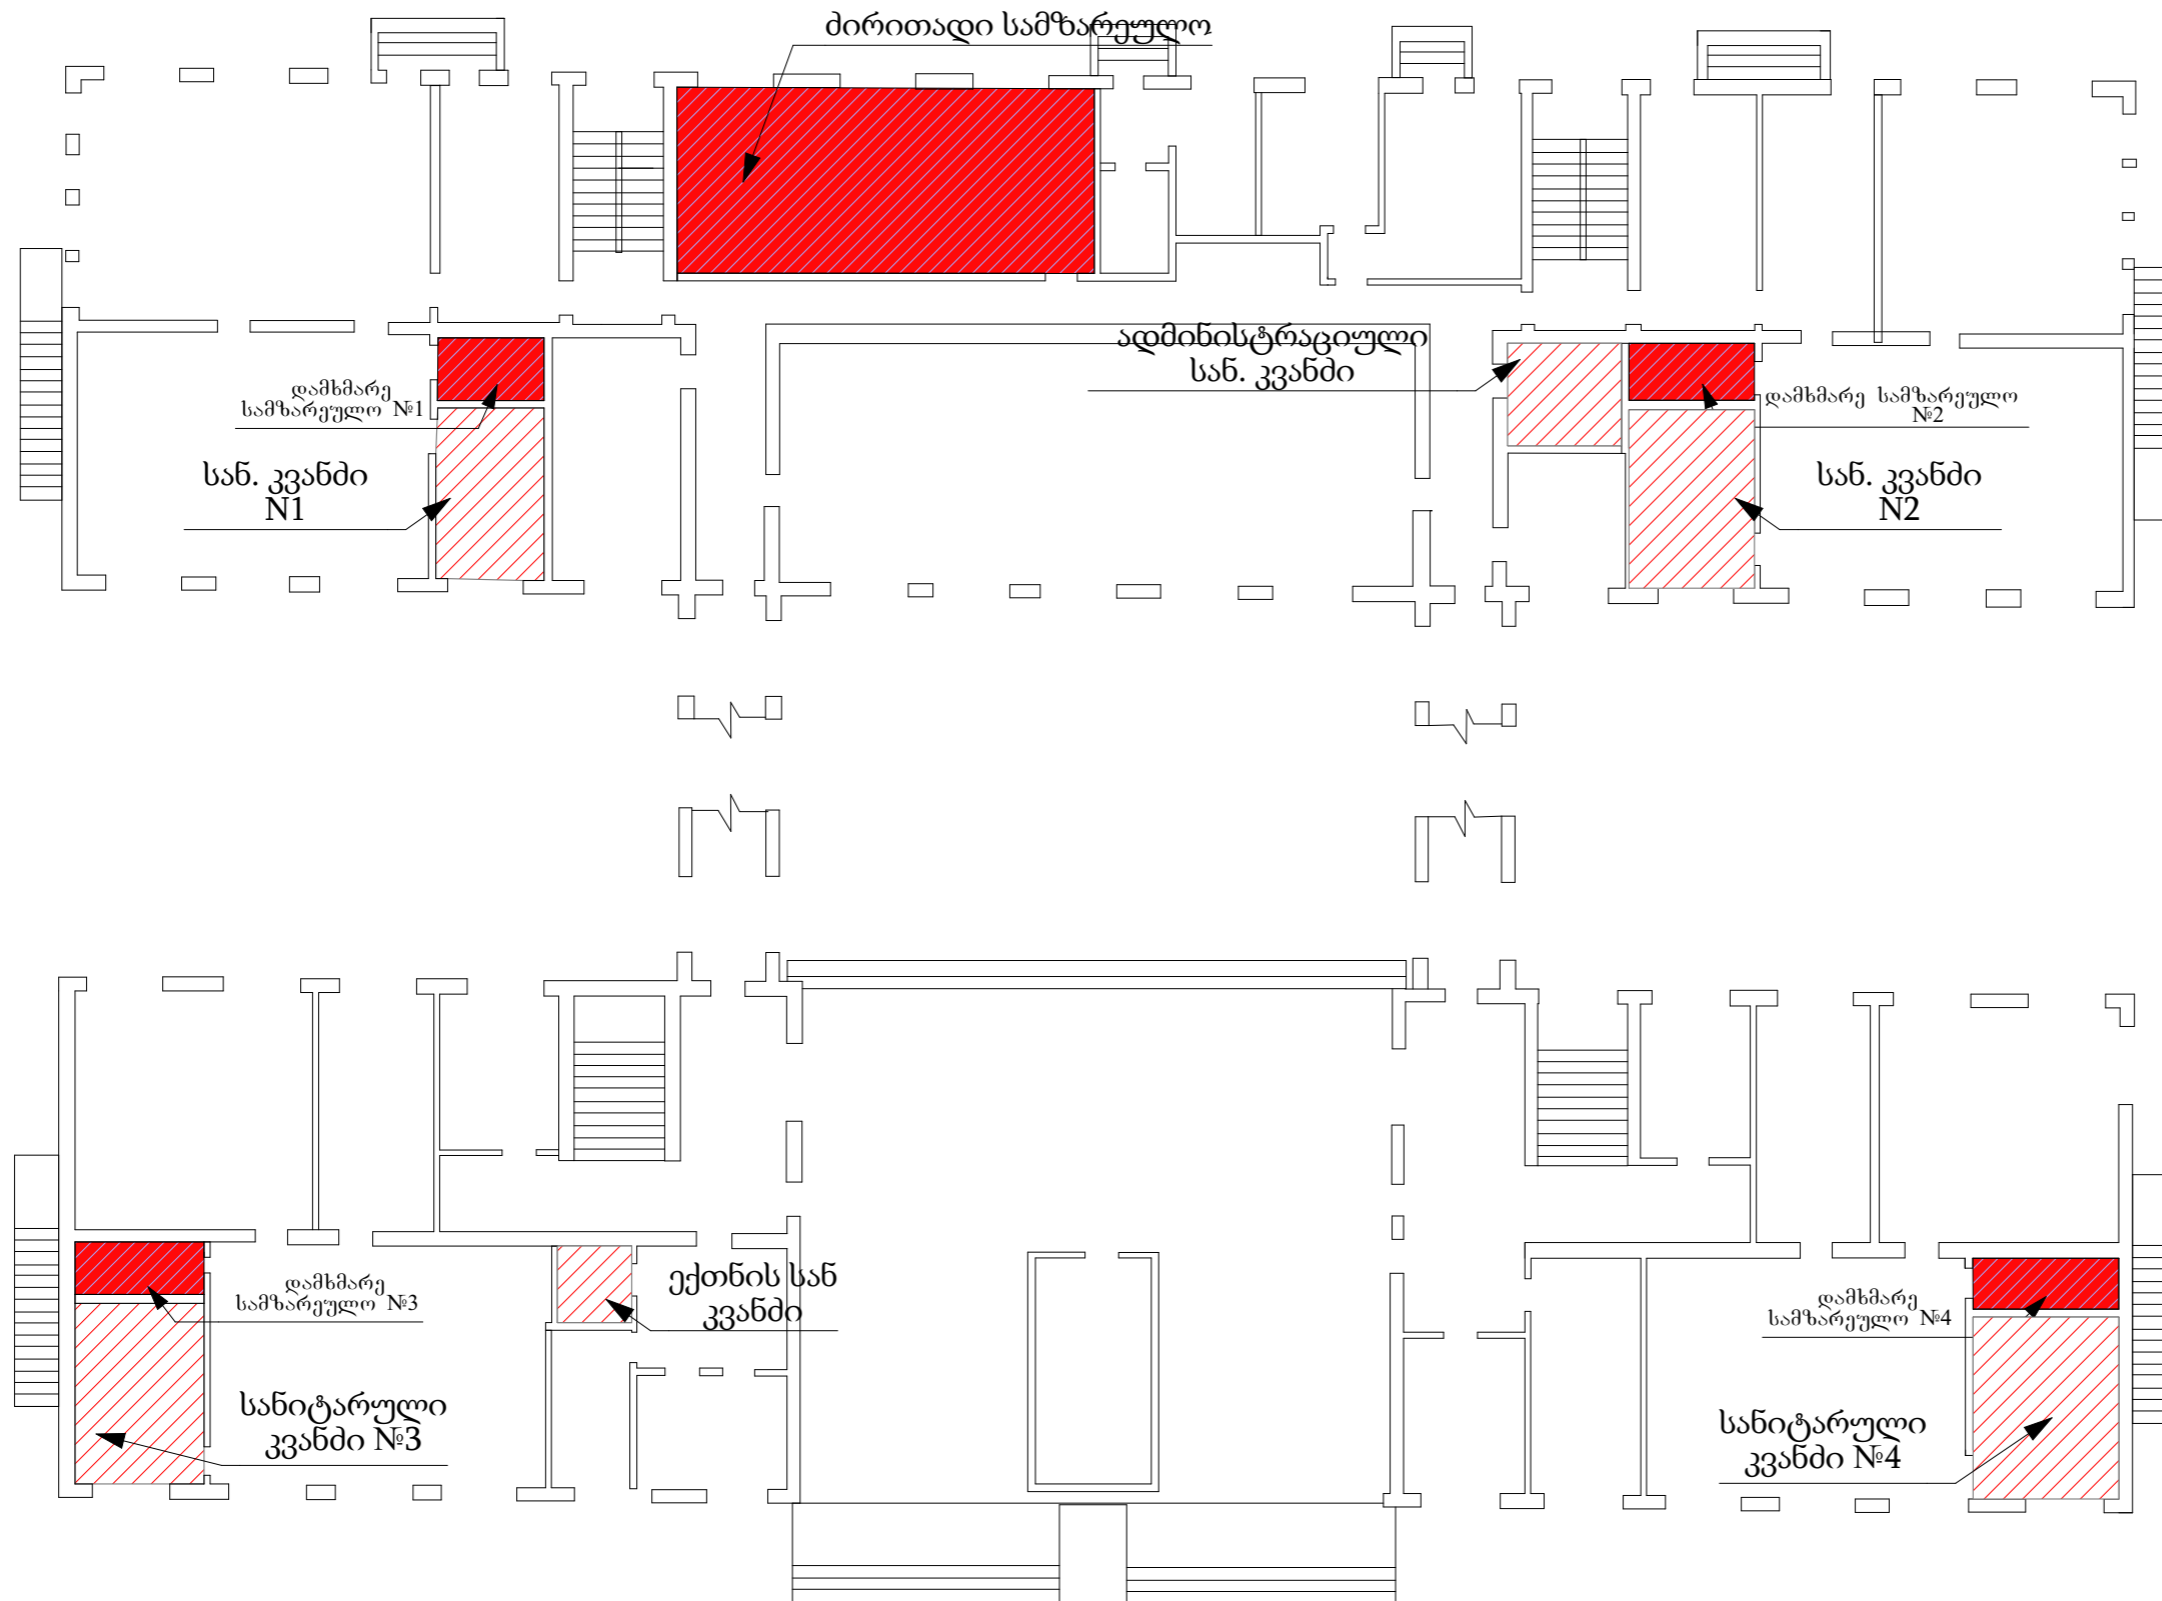 ძირითადი სამზარეულო
ადმინისტრაციული
სან. კვანძი
დამხმარე
სამზარეულო №1
დამხმარე სამზარეულო
№2
სან. კვანძი
N1
სან. კვანძი
N2
ექთნის სან
კვანძი
დამხმარე
სამზარეულო №3
დამხმარე
სამზარეულო №4
სანიტარული
კვანძი №3
სანიტარული
კვანძი №4